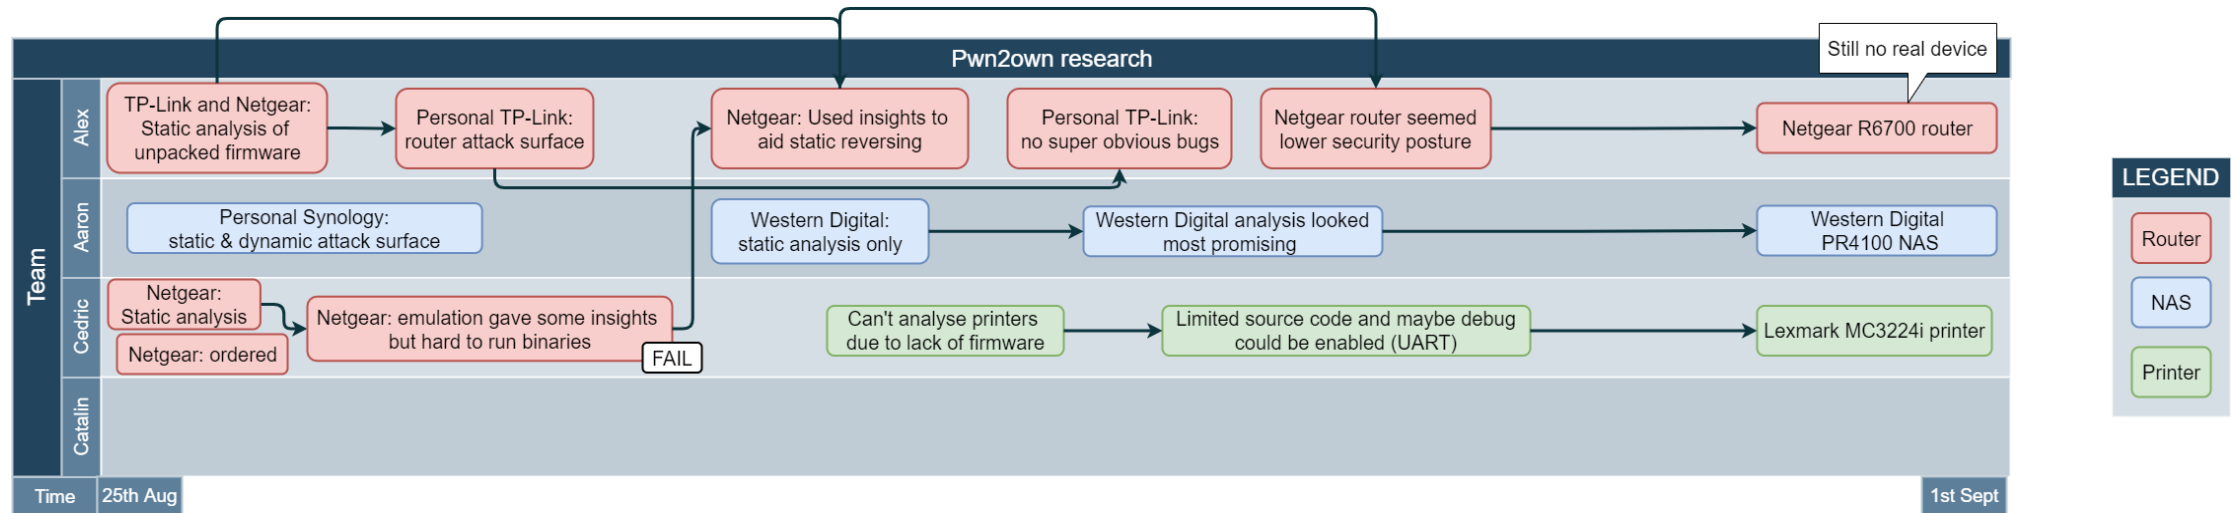 Pwn2own research
Still no real device
Team
Alex
TP-Link and Netgear:
Static analysis of
unpacked firmware
Personal TP-Link:
router attack surface
Netgear: Used insights to
aid static reversing
Personal TP-Link:
no super obvious bugs
Netgear router seemed
lower security posture
Netgear R6700 router
Aaron
Personal Synology:
static & dynamic attack surface
Western Digital:
static analysis only
Western Digital analysis looked
most promising
Western Digital
PR4100 NAS
Cedric
Netgear:
Static analysis
Netgear: ordered
Netgear: emulation gave some insights
but hard to run binaries
FAIL
Can't analyse printers
due to lack of firmware
Limited source code and maybe debug
could be enabled (UART)
Lexmark MC3224i printer
Catalin
Time
25th Aug
1st Sept
LEGEND
Router
NAS
Printer